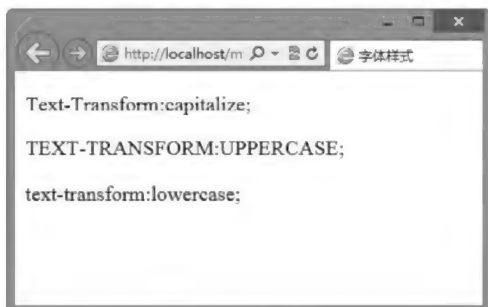 http://localhost/m
字体样式
Text-Transform:capitalize;
TEXT-TRANSFORM:UPPERCASE;
text-transform:lowercase;